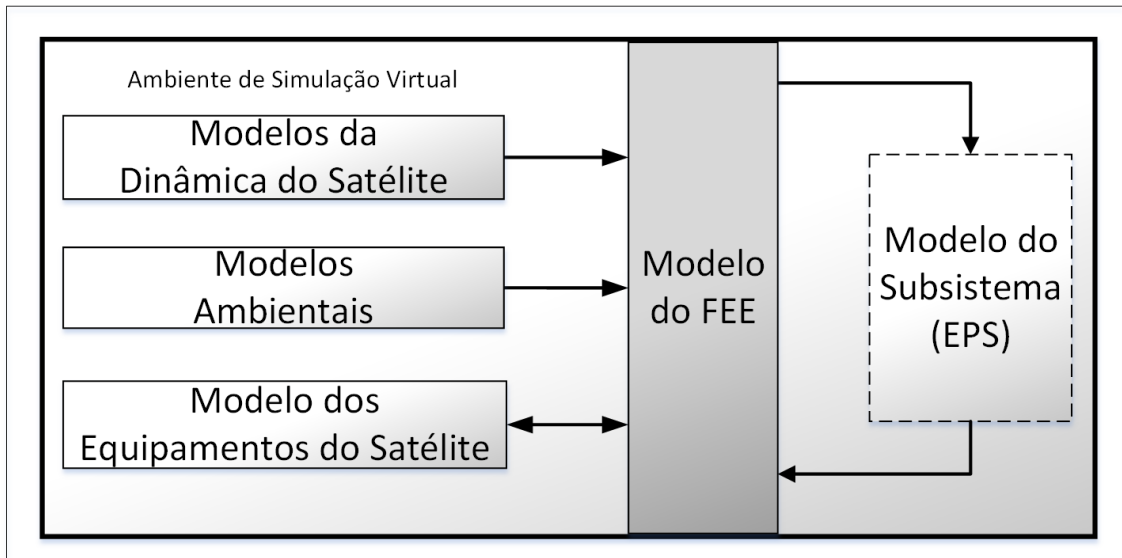 Ambiente de Simulação Virtual
Modelos da
Dinâmica do Satélite
Modelos
Ambientais
Modelo dos
Equipamentos do Satélite
Modelo
do FEE
Modelo do
Subsistema
(EPS)